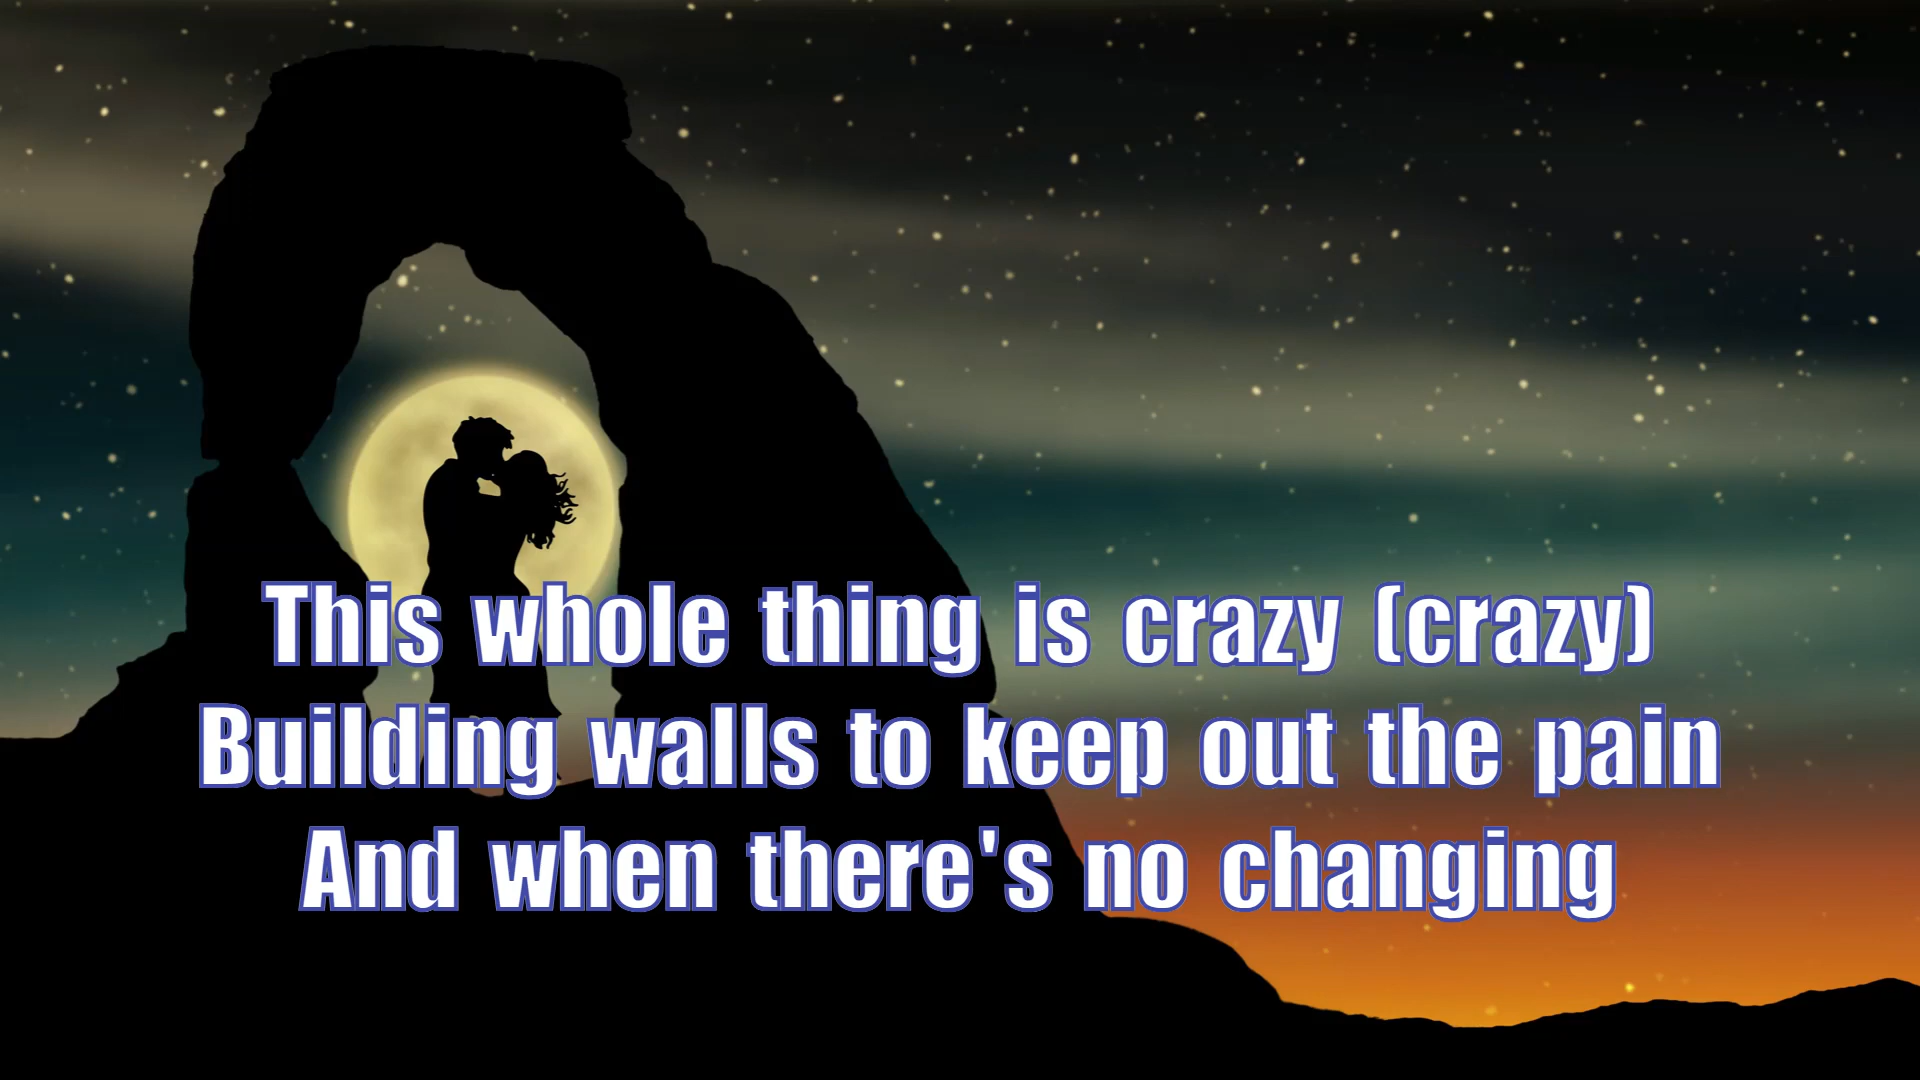 This whole thing is crazy (crazy)
Building walls to keep out the pain
And when there's no changing